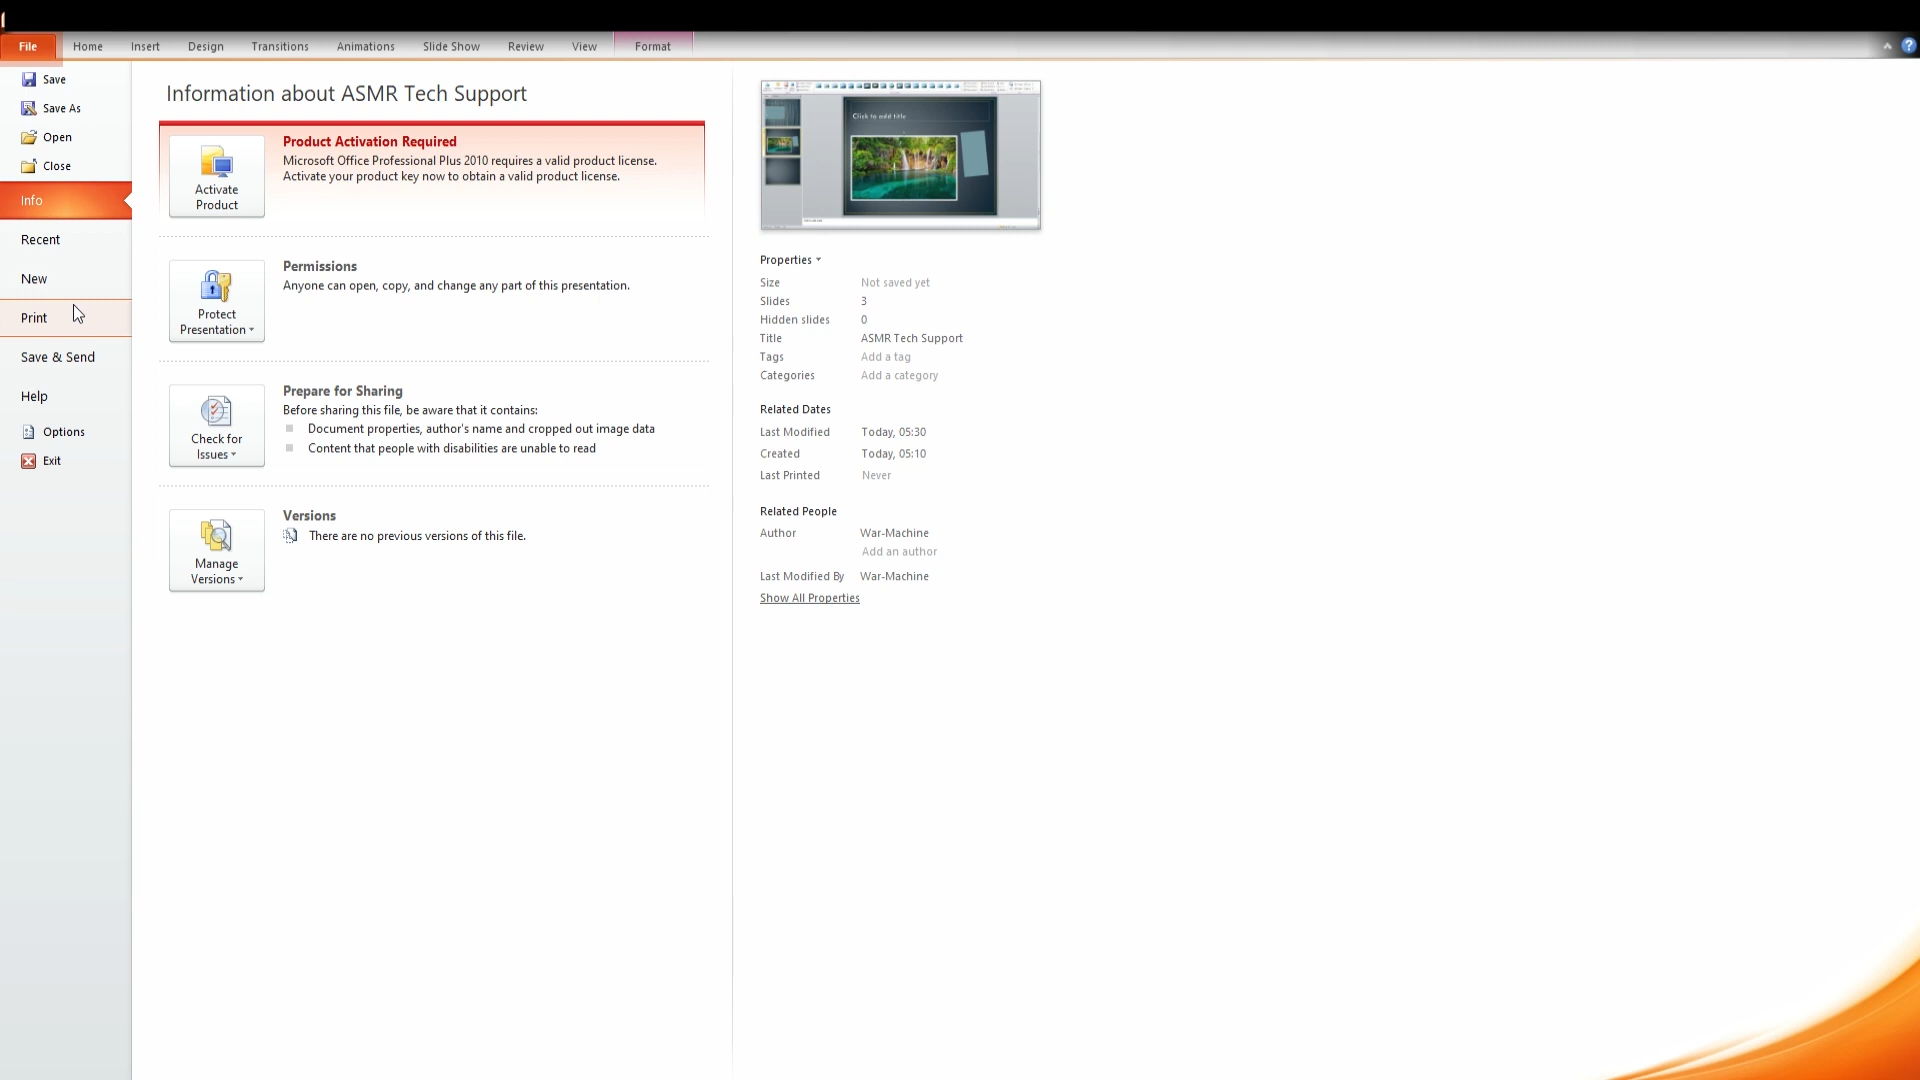 File Home Insert Design Transitions Animations Slide Show Review View Format
Save
Save As
Open
Close
Info
Recent
New
Print
Save & Send
Help
Options
Exit
Information about ASMR Tech Support
Activate
Product
Product Activation Required
Microsoft Office Professional Plus 2010 requires a valid product license.
Activate your product key now to obtain a valid product license.
Protect
Presentation
Permissions
Anyone can open, copy, and change any part of this presentation.
Check for
Issues
Prepare for Sharing
Before sharing this file, be aware that it contains:
Document properties, author's name and cropped out image data
Content that people with disabilities are unable to read
Manage
Versions
Versions
There are no previous versions of this file.
Click to add title
Properties
Size Not saved yet
Slides 3
Hidden slides 0
Title ASMR Tech Support
Tags Add a tag
Categories Add a category
Related Dates
Last Modified Today, 05:30
Created Today, 05:10
Last Printed Never
Related People
Author War-Machine
Add an author
Last Modified By War-Machine
Show All Properties